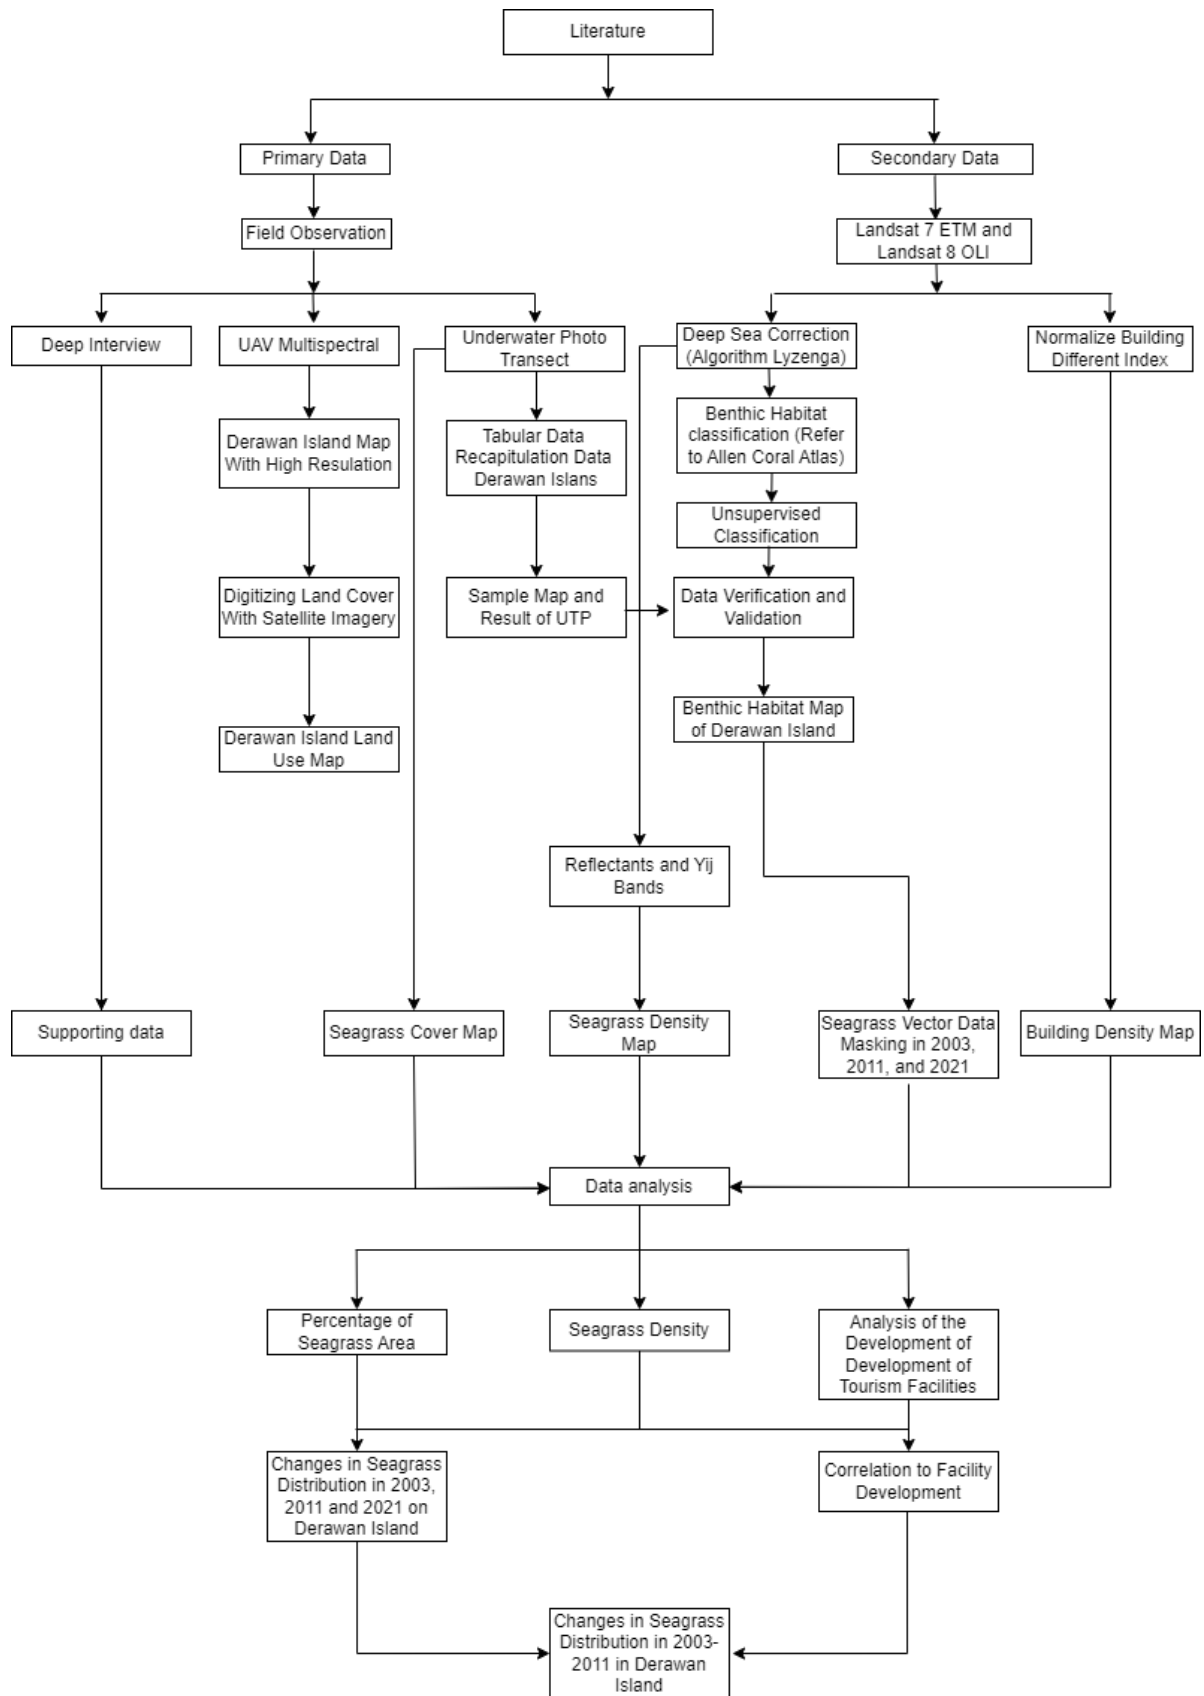 Literature
Primary Data
Secondary Data
Field Observation
Landsat 7 ETM and
Landsat 8 OLI
Deep Interview
UAV Multispectral
Underwater Photo
Transect
Deep Sea Correction
(Algorithm Lyzenga)
Normalize Building
Different Index
Derawan Island Map
With High Resulation
Tabular Data
Recapitulation Data
Derawan Islans
Benthic Habitat
classification (Refer
to Allen Coral Atlas)
Unsupervised
Classification
Digitizing Land Cover
With Satellite Imagery
Sample Map and
Result of UTP
Data Verification and
Validation
Derawan Island Land
Use Map
Benthic Habitat Map
of Derawan Island
Reflectants and Yij
Bands
Supporting data
Seagrass Cover Map
Seagrass Density
Map
Seagrass Vector Data
Masking in 2003,
2011, and 2021
Building Density Map
Data analysis
Percentage of
Seagrass Area
Seagrass Density
Analysis of the
Development of
Development of
Tourism Facilities
Changes in Seagrass
Distribution in 2003,
2011 and 2021 on
Derawan Island
Correlation to Facility
Development
Changes in Seagrass
Distribution in 2003-
2011 in Derawan
Island